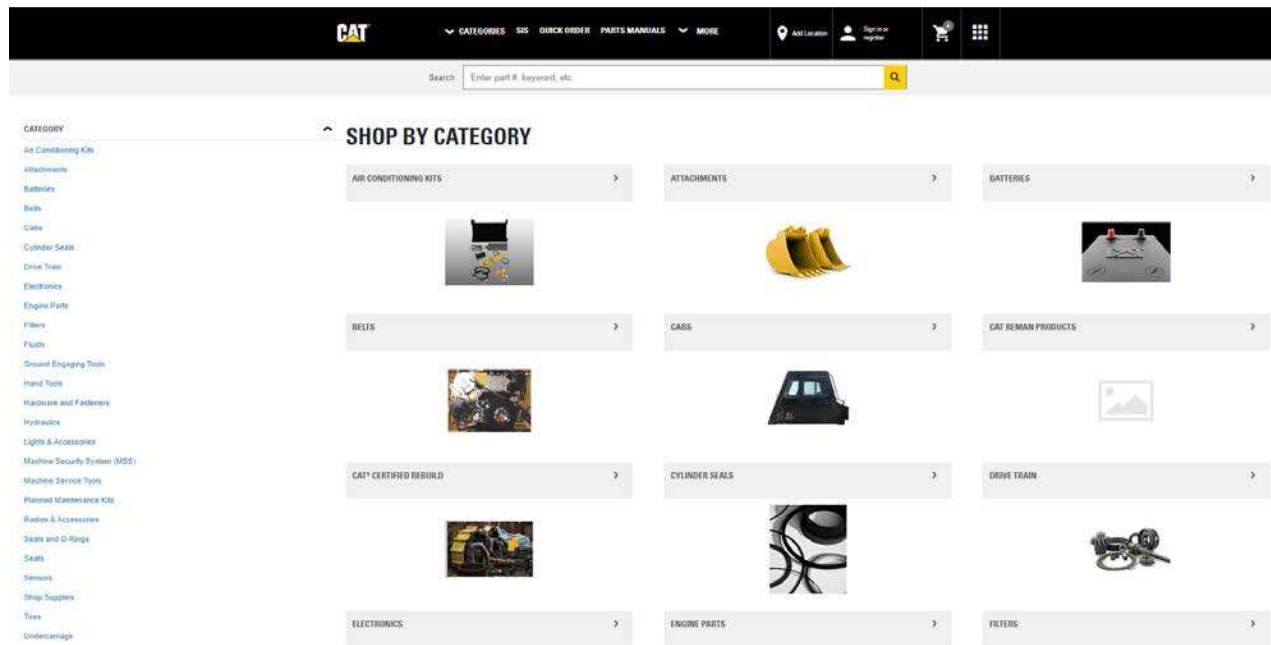 CAT
CATEGORIES SIS QUICK ORDER PARTS MANUALS MORE
Add Location
Sign in or
register
Search Enter part #, keyword, etc.
CATEGORY
Air Conditioning Kits
Attachments
Batteries
Belts
Cabs
Cylinder Seals
Drive Train
Electronics
Engine Parts
Filters
Fluids
Ground Engaging Tools
Hand Tools
Hardware and Fasteners
Hydraulics
Lights & Accessories
Machine Security System (MSS)
Machine Service Tools
Planned Maintenance Kits
Radios & Accessories
Seals and O-Rings
Seats
Sensors
Shop Supplies
Tires
Undercarriage
SHOP BY CATEGORY
AIR CONDITIONING KITS
ATTACHMENTS
BATTERIES
BELTS
CABS
CAT REMAN PRODUCTS
CAT® CERTIFIED REBUILD
CYLINDER SEALS
DRIVE TRAIN
ELECTRONICS
ENGINE PARTS
FILTERS